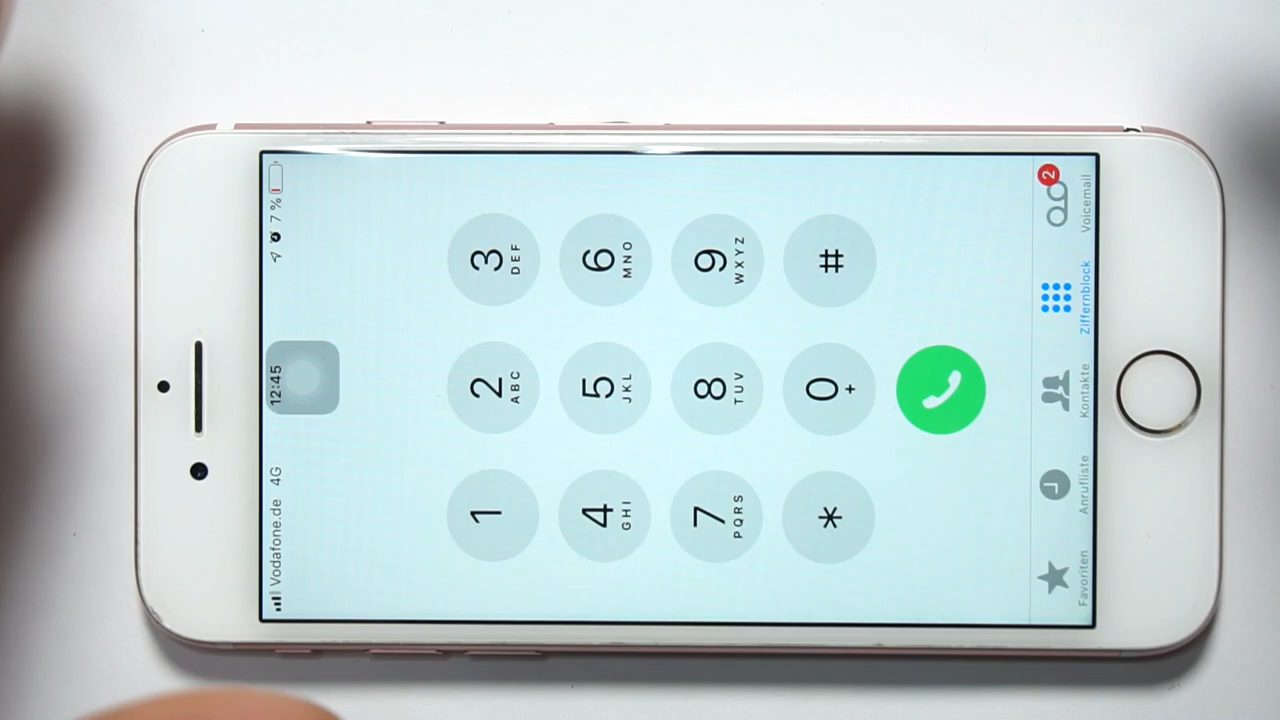 Vodafone.de 4G 12:45 7 %
1 2 ABC 3 DEF
4 GHI 5 JKL 6 MNO
7 PQRS 8 TUV 9 WXYZ
* 0 + #
2
Favoriten Anrufliste Kontakte Ziffernblock Voicemail